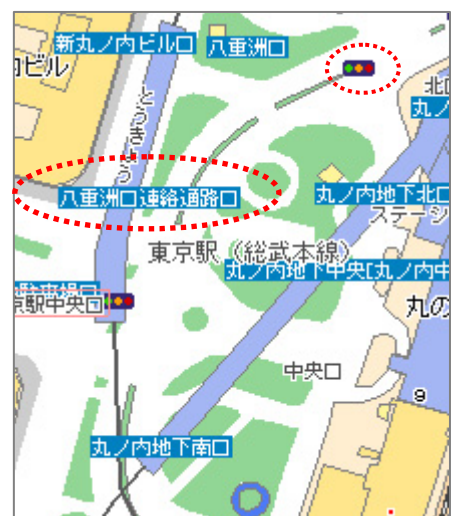 新丸ノ内ビル口
八重洲口
ビル
北口
丸ノ
とうきょう
八重洲口連絡通路口
丸ノ内地下北口
ステーシ
東京駅（総武本線）
丸ノ内地下中央口
丸ノ内中
京駅中央口
丸の
中央口
9
丸ノ内地下南口